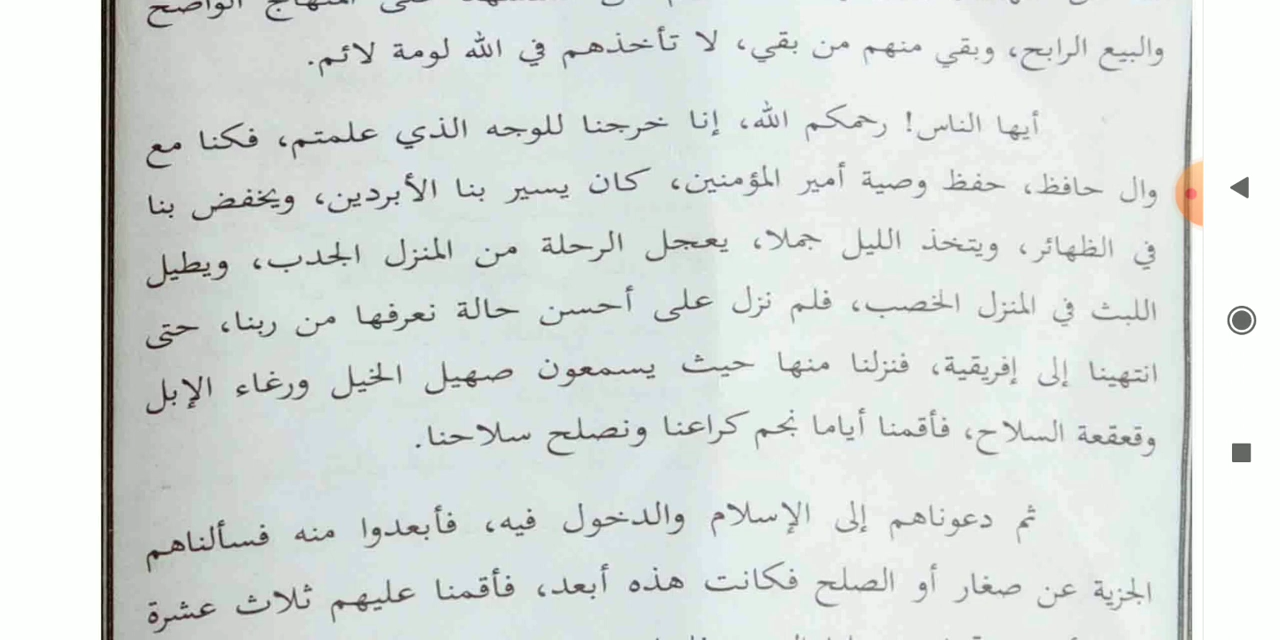 المنهاج الواضح
والبيع الرابح، وبقي منهم من بقي، لا تأخذهم في الله لومة لائم.
أيها الناس! رحمكم الله، إنا خرجنا للوجه الذي علمتم، فكنا مع
وال حافظ، حفظ وصية أمير المؤمنين، كان يسير بنا الأبردين، ويخفض بنا
في الظهائر، ويتخذ الليل جملا، يعجل الرحلة من المنزل الجدب، ويطيل
اللبث في المنزل الخصب، فلم نزل على أحسن حالة نعرفها من ربنا، حتى
انتهينا إلى إفريقية، فنزلنا منها حيث يسمعون صهيل الخيل ورغاء الإبل
وقعقعة السلاح، فأقمنا أياما نجم كراعنا ونصلح سلاحنا.
ثم دعوناهم إلى الإسلام والدخول فيه، فأبعدوا منه فسألناهم
الجزية عن صغار أو الصلح فكانت هذه أبعد، فأقمنا عليهم ثلاث عشرة